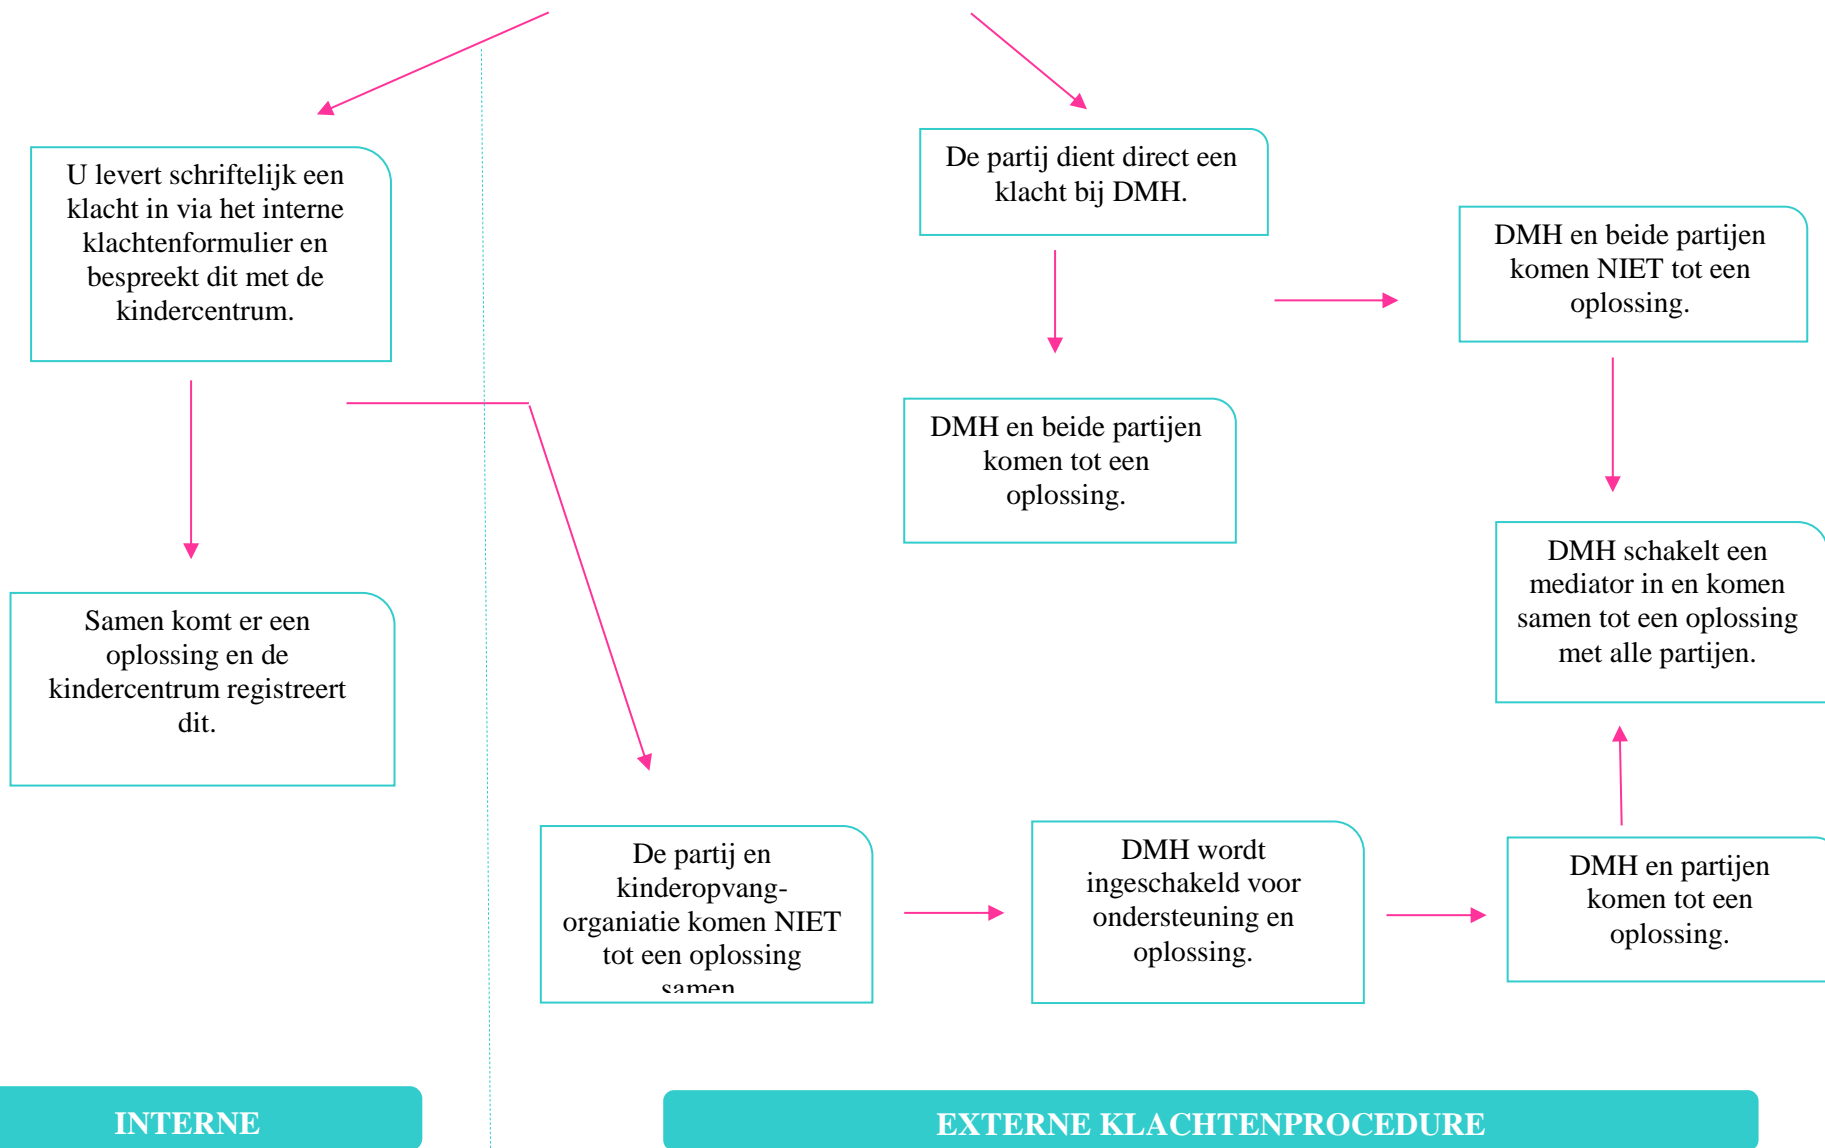 U levert schriftelijk een
klacht in via het interne
klachtenformulier en
bespreekt dit met de
kindercentrum.
De partij dient direct een
klacht bij DMH.
DMH en beide partijen
komen NIET tot een
oplossing.
DMH en beide partijen
komen tot een
oplossing.
DMH schakelt een
mediator in en komen
samen tot een oplossing
met alle partijen.
Samen komt er een
oplossing en de
kindercentrum registreert
dit.
De partij en
kinderopvang-
organiatie komen NIET
tot een oplossing
samen
DMH wordt
ingeschakeld voor
ondersteuning en
oplossing.
DMH en partijen
komen tot een
oplossing.
INTERNE
EXTERNE KLACHTENPROCEDURE